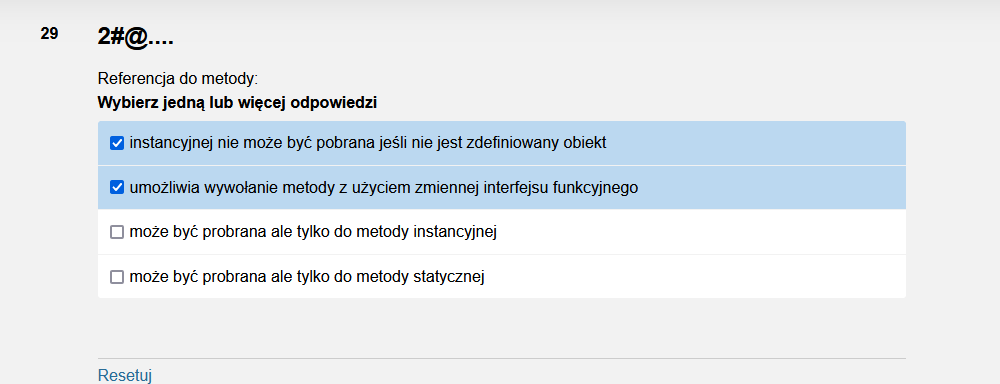 29
2#@....
Referencja do metody:
Wybierz jedną lub więcej odpowiedzi
instancyjnej nie może być pobrana jeśli nie jest zdefiniowany obiekt
umożliwia wywołanie metody z użyciem zmiennej interfejsu funkcyjnego
może być probrana ale tylko do metody instancyjnej
może być probrana ale tylko do metody statycznej
Resetuj